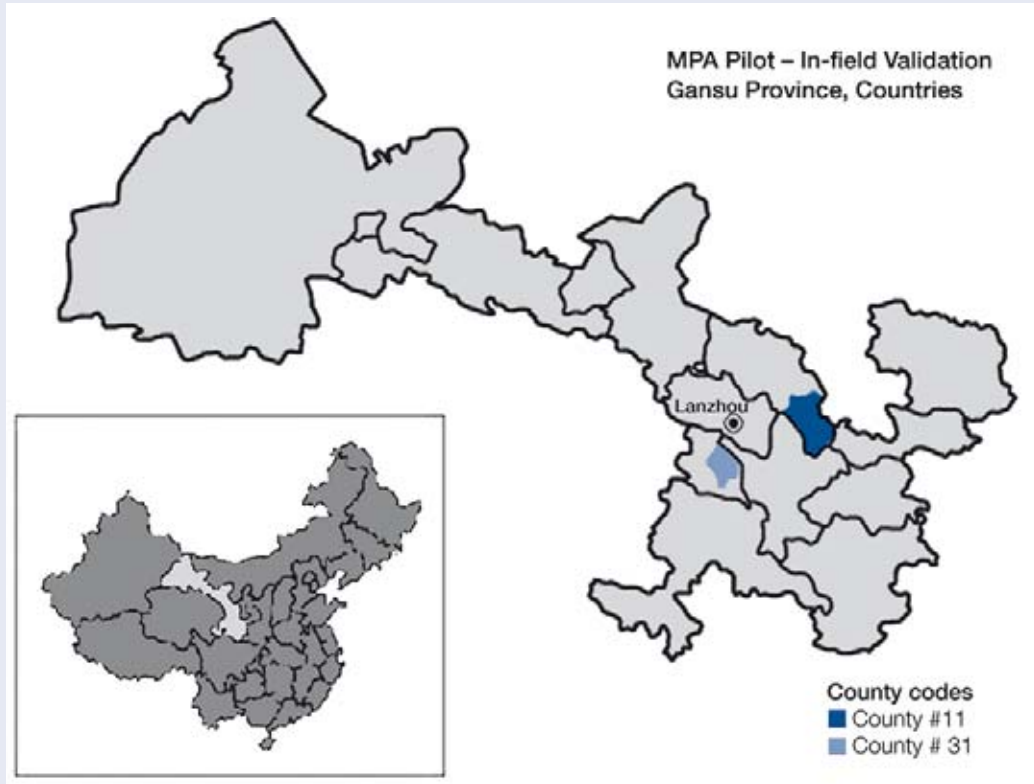 MPA Pilot – In-field Validation
Gansu Province, Countries
Lanzhou
County codes
County #11
County # 31